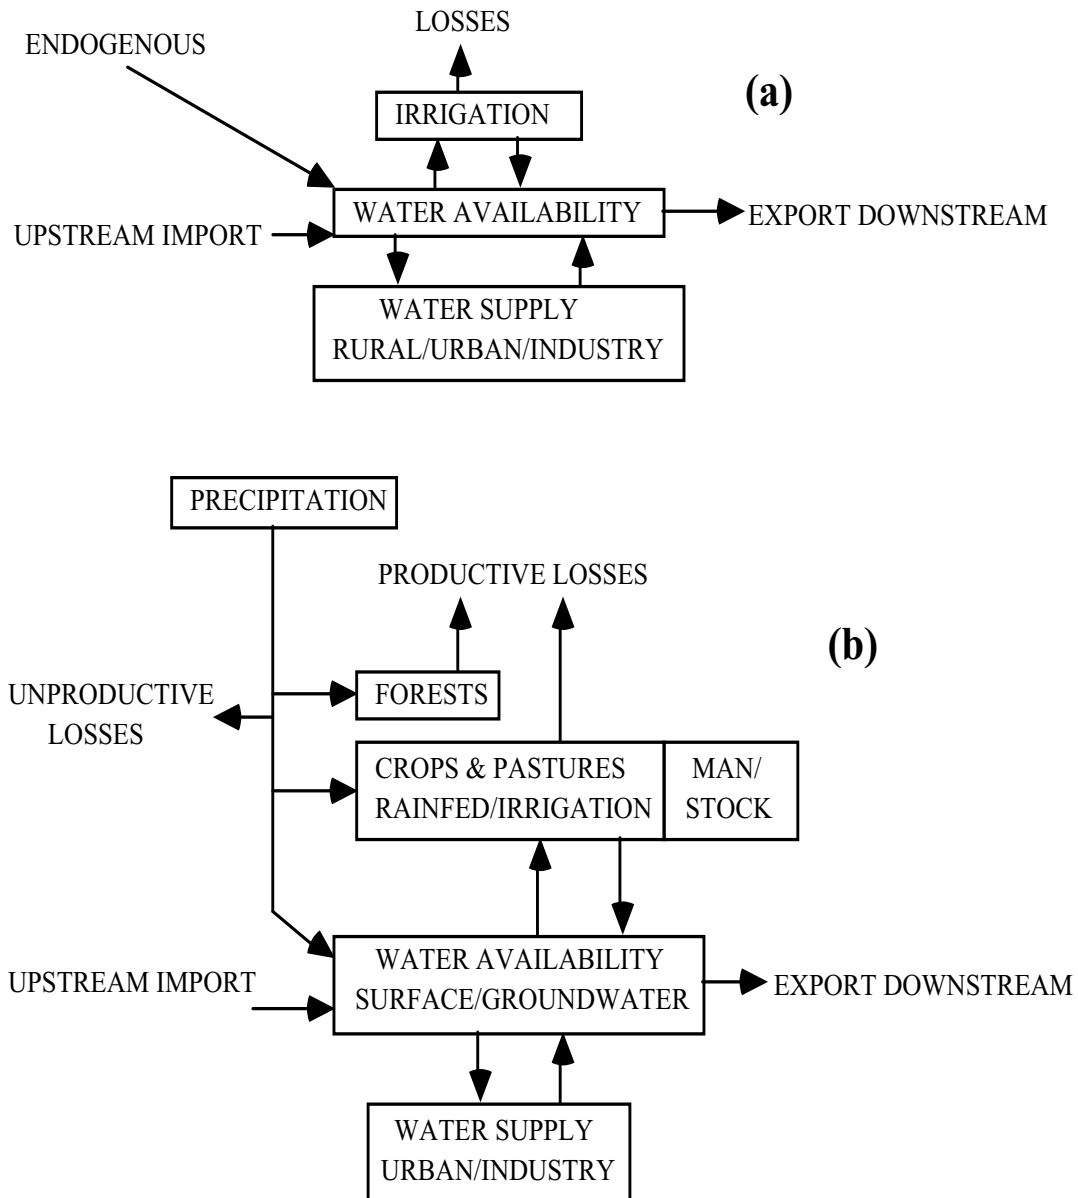 LOSSES
ENDOGENOUS
(a)
IRRIGATION
WATER AVAILABILITY
EXPORT DOWNSTREAM
UPSTREAM IMPORT
WATER SUPPLY
RURAL/URBAN/INDUSTRY
PRECIPITATION
PRODUCTIVE LOSSES
(b)
UNPRODUCTIVE
LOSSES
FORESTS
CROPS & PASTURES
RAINFED/IRRIGATION
MAN/
STOCK
WATER AVAILABILITY
SURFACE/GROUNDWATER
UPSTREAM IMPORT
EXPORT DOWNSTREAM
WATER SUPPLY
URBAN/INDUSTRY